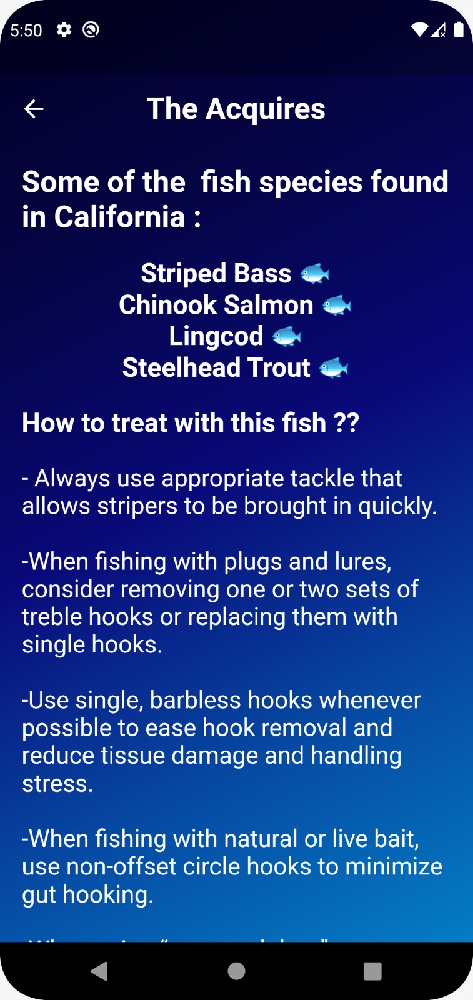 5:50
The Acquires
Some of the  fish species found
in California :
Striped Bass 🐟
Chinook Salmon 🐟
Lingcod 🐟
Steelhead Trout 🐟
How to treat with this fish ??
- Always use appropriate tackle that
allows stripers to be brought in quickly.
-When fishing with plugs and lures,
consider removing one or two sets of
treble hooks or replacing them with
single hooks.
-Use single, barbless hooks whenever
possible to ease hook removal and
reduce tissue damage and handling
stress.
-When fishing with natural or live bait,
use non-offset circle hooks to minimize
gut hooking.